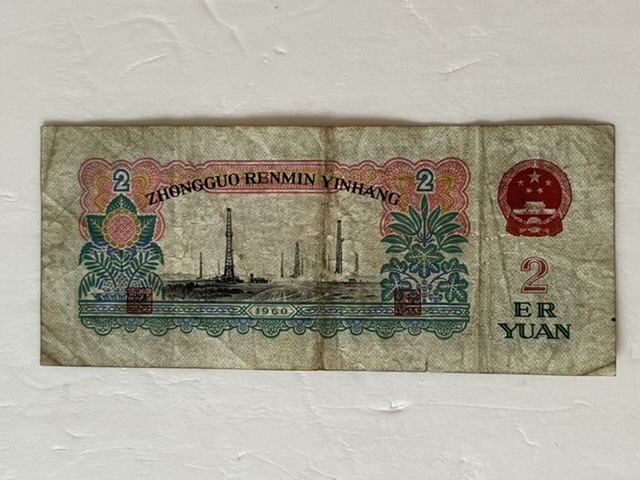 2
ZHONGGUO RENMIN YINHANG
2
1960
2
ER
YUAN